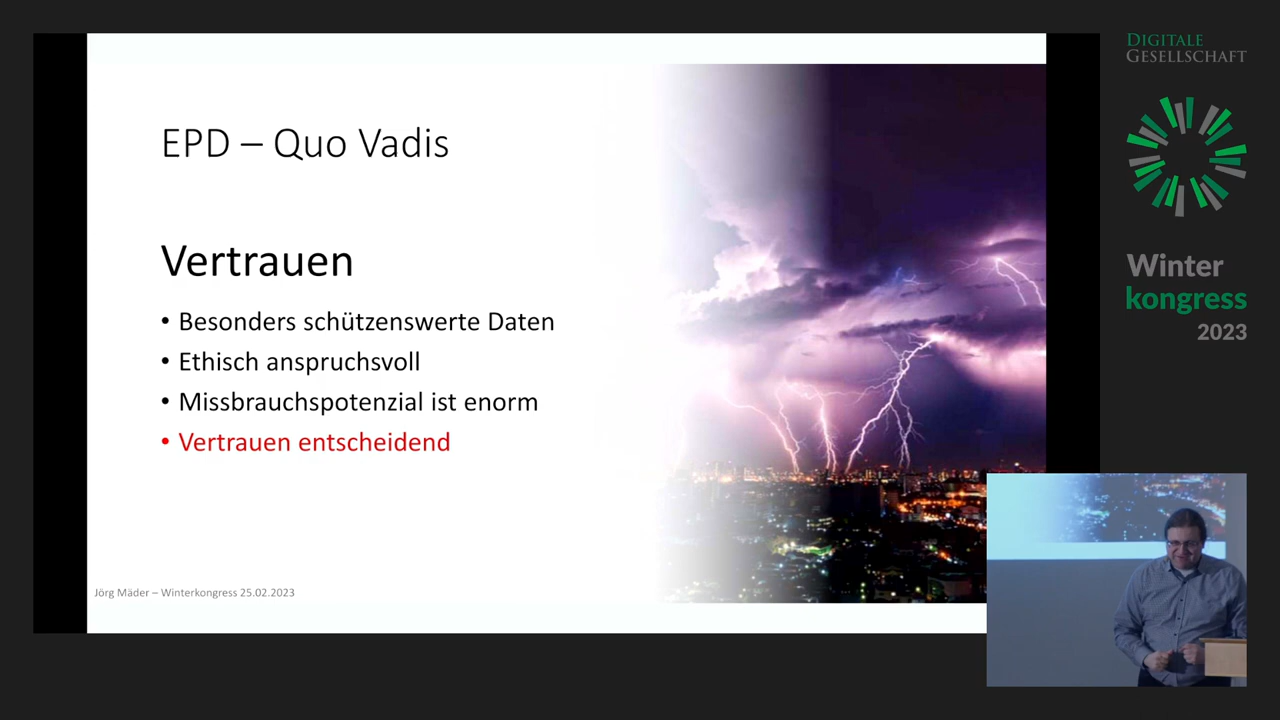 EPD – Quo Vadis
Vertrauen
• Besonders schützenswerte Daten
• Ethisch anspruchsvoll
• Missbrauchspotenzial ist enorm
• Vertrauen entscheidend
Jörg Mäder – Winterkongress 25.02.2023
DIGITALE
GESELLSCHAFT
Winter
kongress
2023